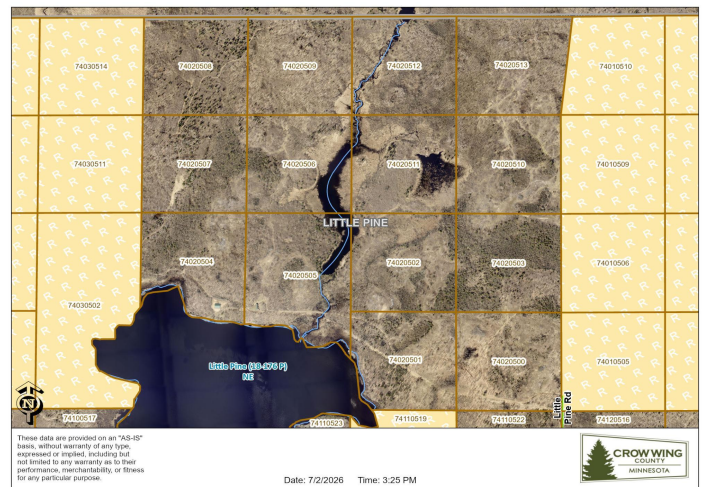 74030514
74020508
74020509
74020512
74020513
74010510
74030511
74020507
74020506
74020511
74020510
74010509
LITTLE PINE
74020504
74020505
74020502
74020503
74010506
74030502
Little Pine (18-176 P)
NE
74020501
74020500
74010505
Little
Pine Rd
N
74100517
74110523
74110519
74110522
74120516
These data are provided on an "AS-IS"
basis, without warranty of any type,
expressed or implied, including but
not limited to any warranty as to their
performance, merchantability, or fitness
for any particular purpose.
Date: 7/2/2026 Time: 3:25 PM
CROW WING
COUNTY
MINNESOTA